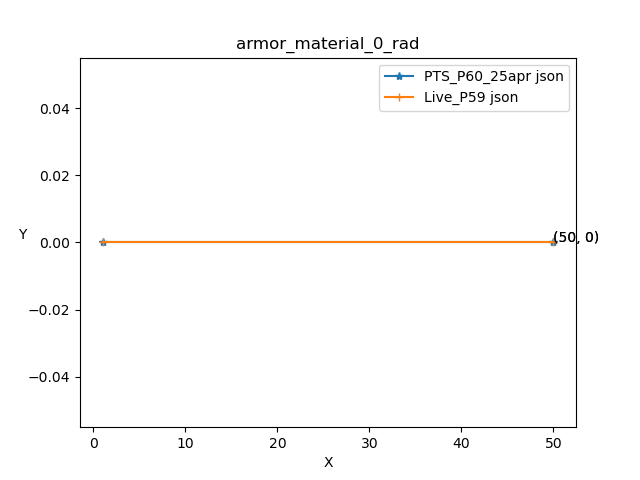 armor_material_0_rad
PTS_P60_25apr json
Live_P59 json
0.04
0.02
0.00
−0.02
−0.04
Y
(50, 0)
0
10
20
30
40
50
X